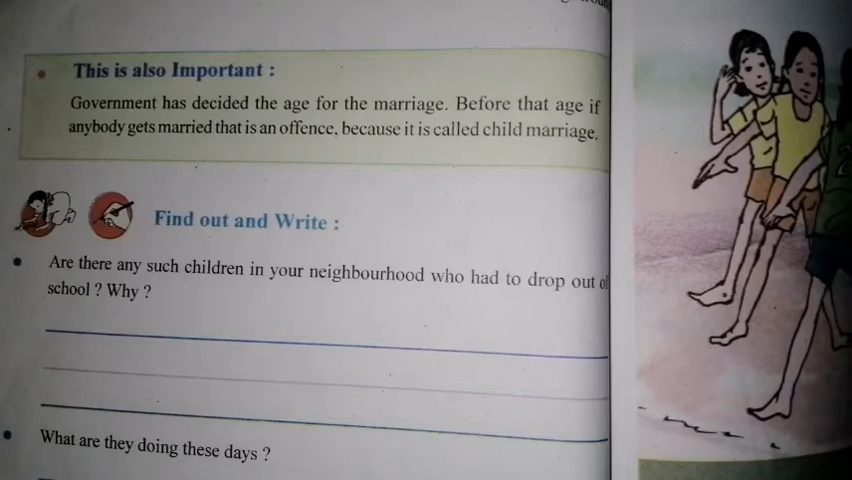 This is also Important :
Government has decided the age for the marriage. Before that age if
anybody gets married that is an offence, because it is called child marriage.
Find out and Write :
Are there any such children in your neighbourhood who had to drop out of
school ? Why ?
What are they doing these days ?